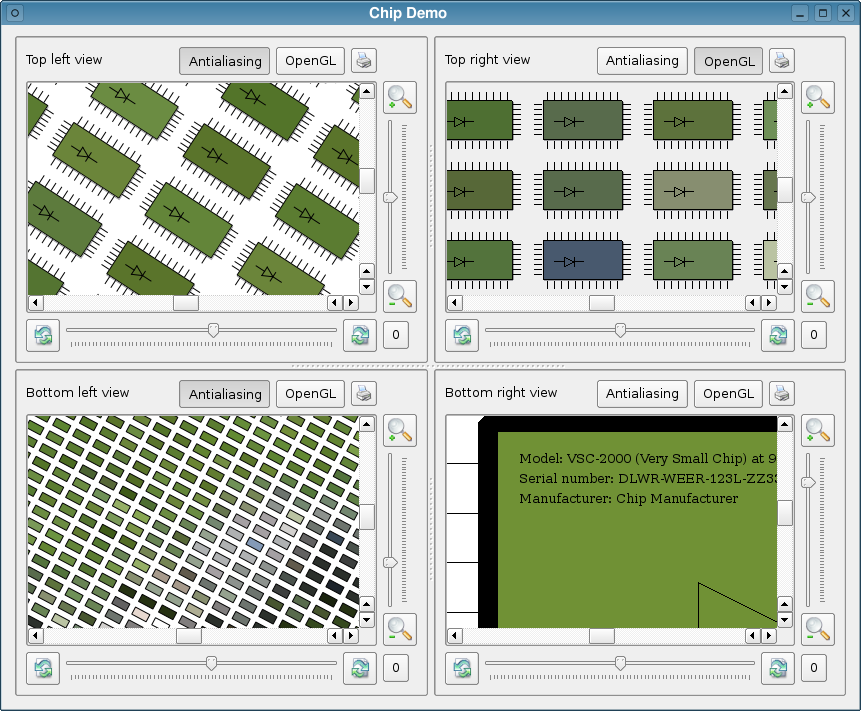 Chip Demo
Top left view
Antialiasing
OpenGL
0
Top right view
Antialiasing
OpenGL
0
Bottom left view
Antialiasing
OpenGL
0
Bottom right view
Antialiasing
OpenGL
Model: VSC-2000 (Very Small Chip) at 9
Serial number: DLWR-WEER-123L-ZZ33
Manufacturer: Chip Manufacturer
0